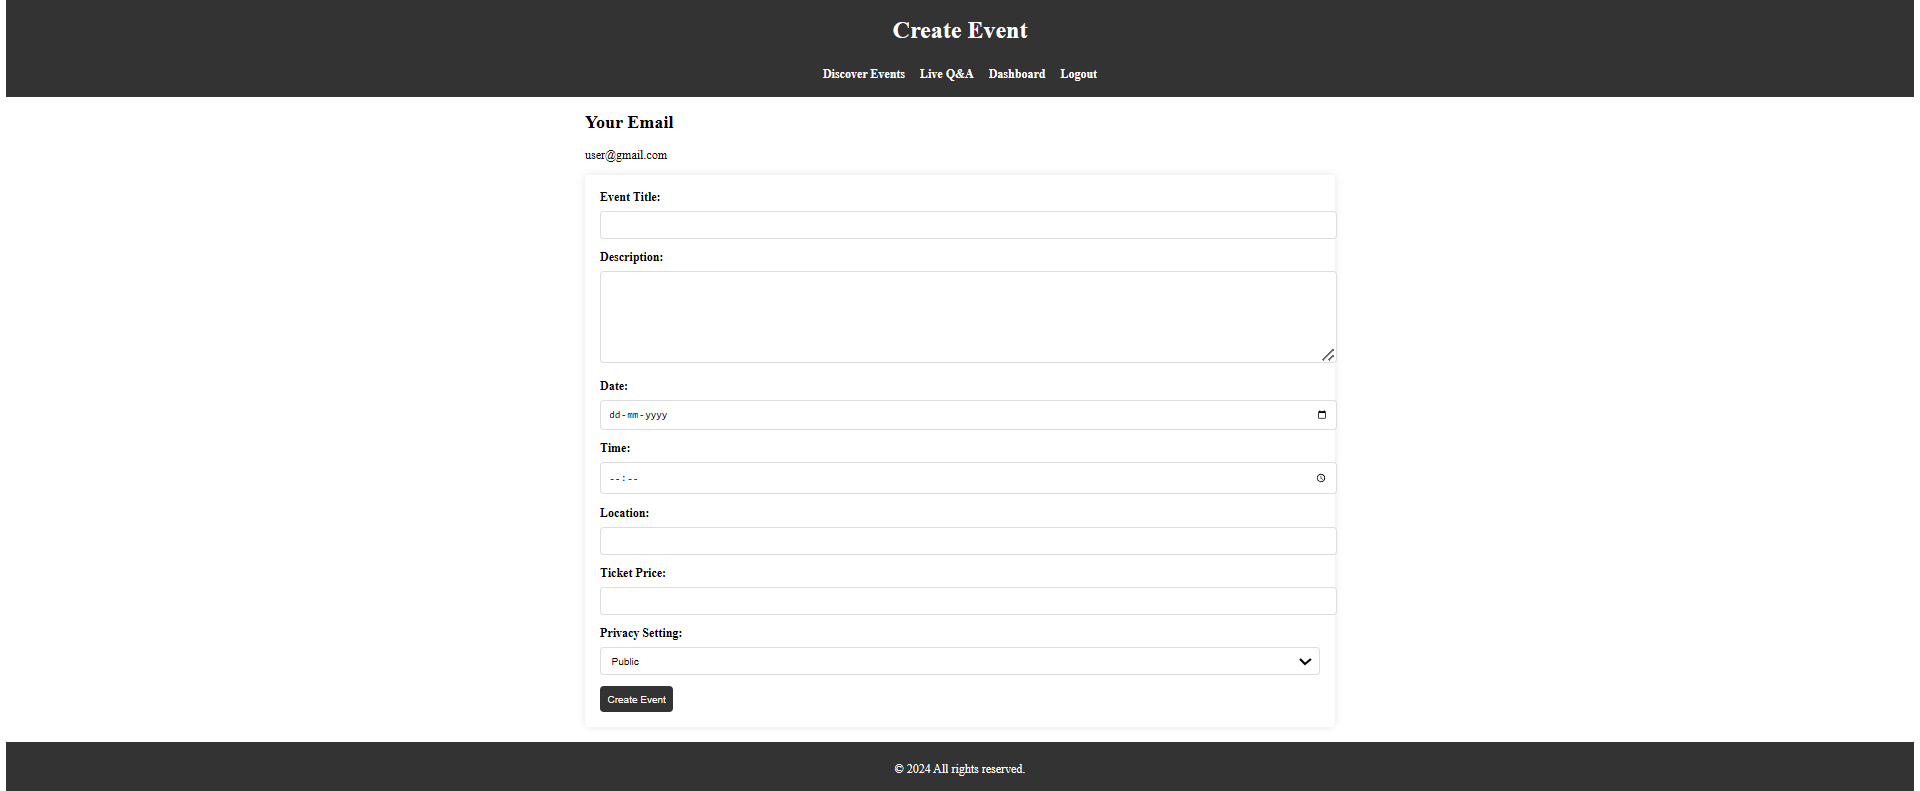 Create Event
Discover Events Live Q&A Dashboard Logout
Your Email
user@gmail.com
Event Title:
Description:
Date:
dd-mm-yyyy
Time:
--:--
Location:
Ticket Price:
Privacy Setting:
Public
Create Event
© 2024 All rights reserved.